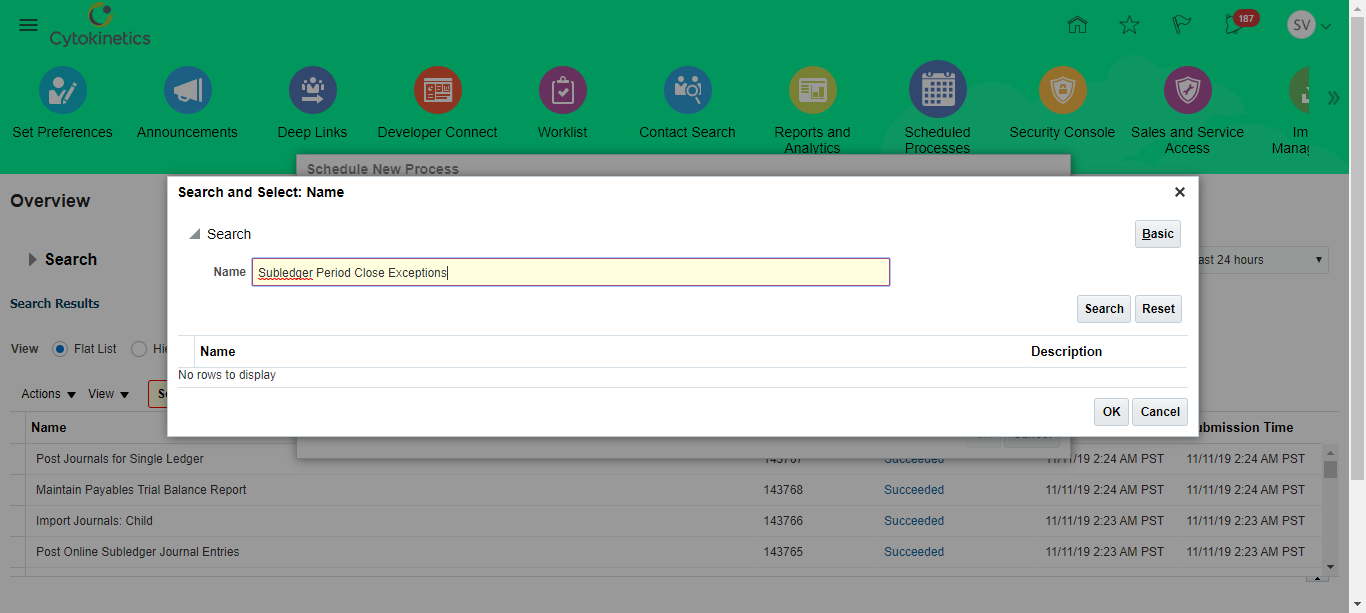 Cytokinetics
187
SV
Set Preferences
Announcements
Deep Links
Developer Connect
Worklist
Contact Search
Reports and
Analytics
Scheduled
Processes
Security Console
Sales and Service
Access
Im
Manag
Schedule New Process
Overview
Search and Select: Name
Search
Basic
Name Subledger Period Close Exceptions
Search Reset
Name Description
No rows to display
OK Cancel
Search
ast 24 hours
Search Results
View Flat List Hie
Actions View
Name ubmission Time
Post Journals for Single Ledger 143767 Succeeded 11/11/19 2:24 AM PST 11/11/19 2:24 AM PST
Maintain Payables Trial Balance Report 143768 Succeeded 11/11/19 2:24 AM PST 11/11/19 2:24 AM PST
Import Journals: Child 143766 Succeeded 11/11/19 2:23 AM PST 11/11/19 2:23 AM PST
Post Online Subledger Journal Entries 143765 Succeeded 11/11/19 2:23 AM PST 11/11/19 2:23 AM PST